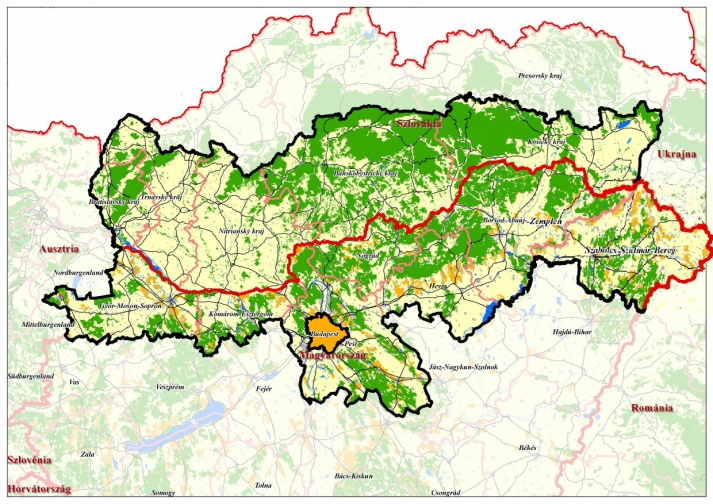 Presovský kraj
Szlovákia
Kosický kraj
Ukrajna
Banskobystrický kraj
Bratislavský kraj
Trnavský kraj
Nitriansky kraj
Borsod-Abaúj-Zemplén
Szabolcs-Szatmár-Bereg
Ausztria
Nógrád
Nordburgenland
Heves
Győr-Moson-Sopron
Komárom-Esztergom
Mittelburgenland
Budapest
Hajdú-Bihar
Pest
Magyarország
Jász-Nagykun-Szolnok
Südburgenland
Vas
Veszprém
Fejér
Románia
Zala
Békés
Szlovénia
Bács-Kiskun
Tolna
Horvátország
Somogy
Csongrád